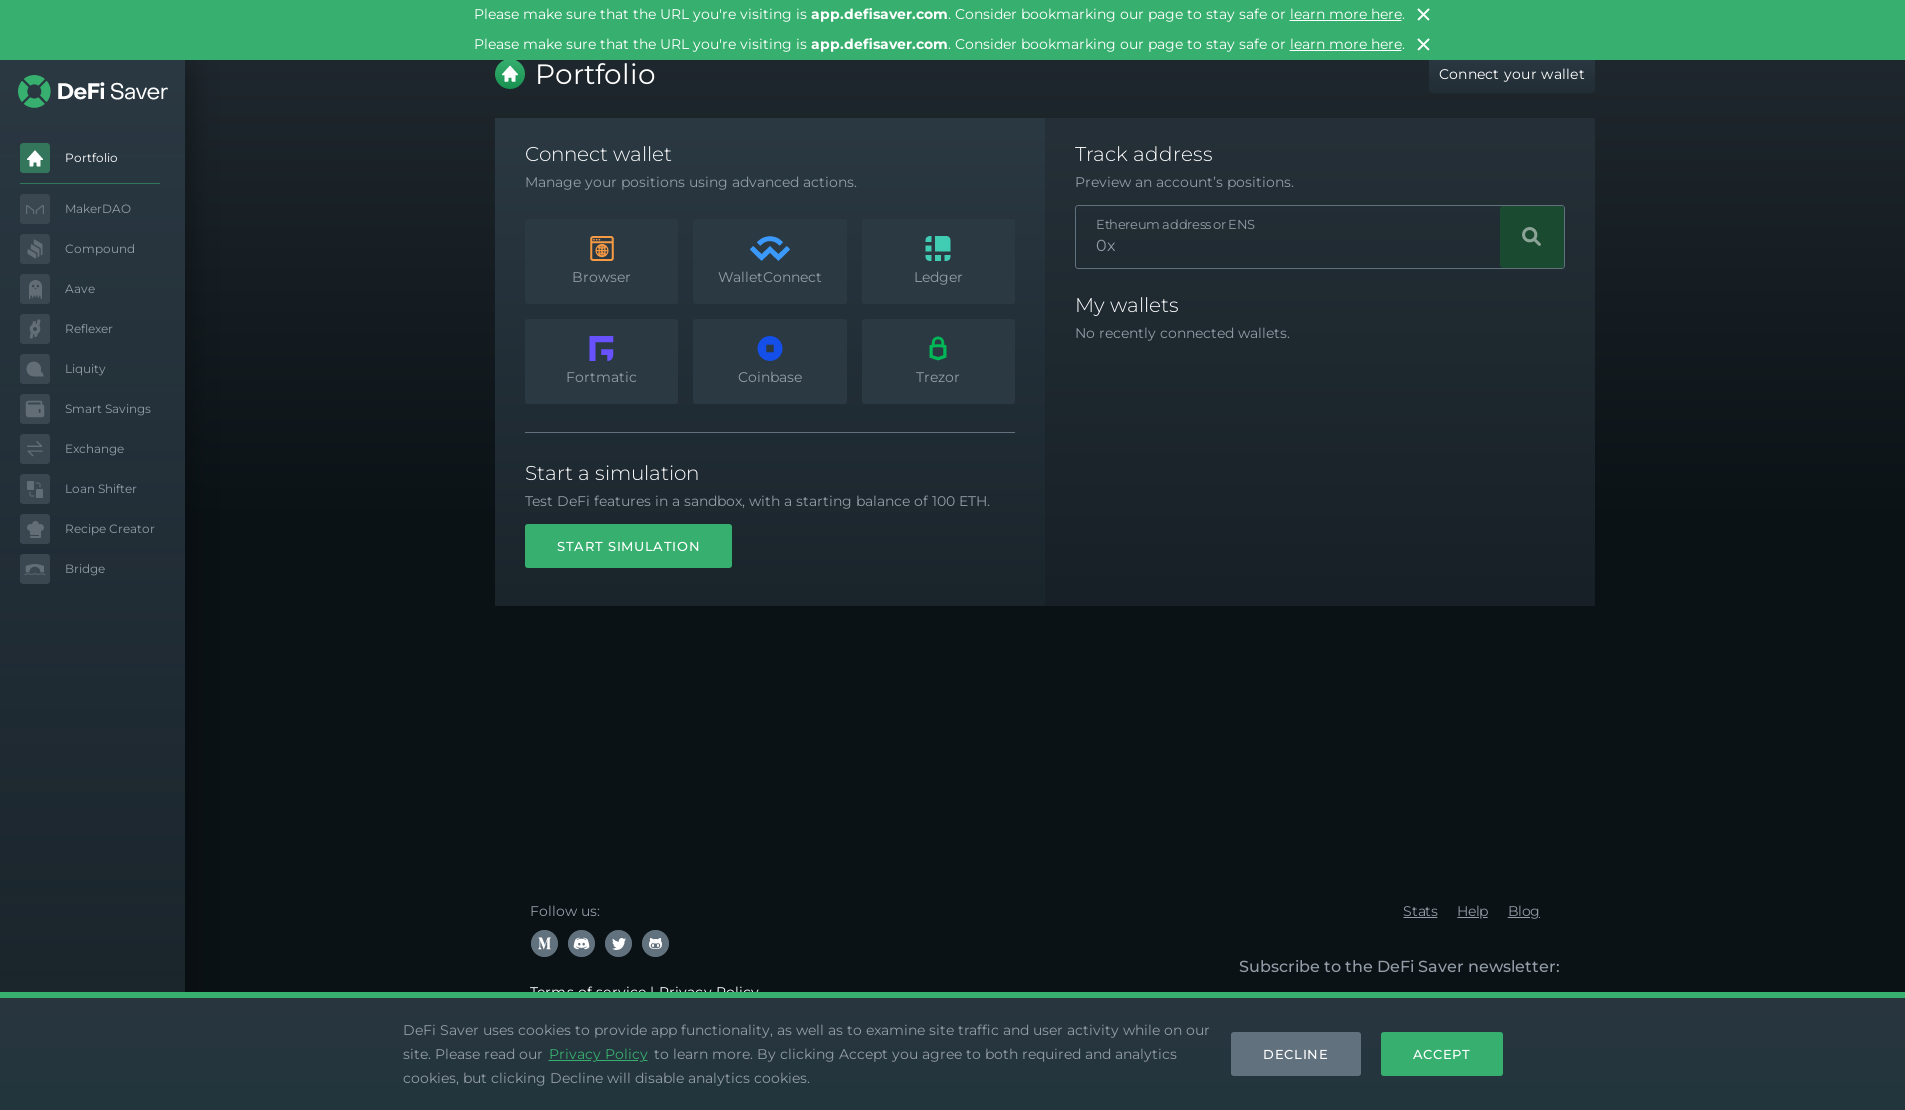 Please make sure that the URL you're visiting is app.defisaver.com. Consider bookmarking our page to stay safe or learn more here.
Please make sure that the URL you're visiting is app.defisaver.com. Consider bookmarking our page to stay safe or learn more here.
DeFi Saver
Portfolio
MakerDAO
Compound
Aave
Reflexer
Liquity
Smart Savings
Exchange
Loan Shifter
Recipe Creator
Bridge
Portfolio
Connect your wallet
Connect wallet
Manage your positions using advanced actions.
Browser
WalletConnect
Ledger
Fortmatic
Coinbase
Trezor
Start a simulation
Test DeFi features in a sandbox, with a starting balance of 100 ETH.
START SIMULATION
Track address
Preview an account's positions.
Ethereum address or ENS
0x
My wallets
No recently connected wallets.
Follow us:
Stats Help Blog
Subscribe to the DeFi Saver newsletter:
Terms of service | Privacy Policy
DeFi Saver uses cookies to provide app functionality, as well as to examine site traffic and user activity while on our
site. Please read our Privacy Policy to learn more. By clicking Accept you agree to both required and analytics
cookies, but clicking Decline will disable analytics cookies.
DECLINE
ACCEPT